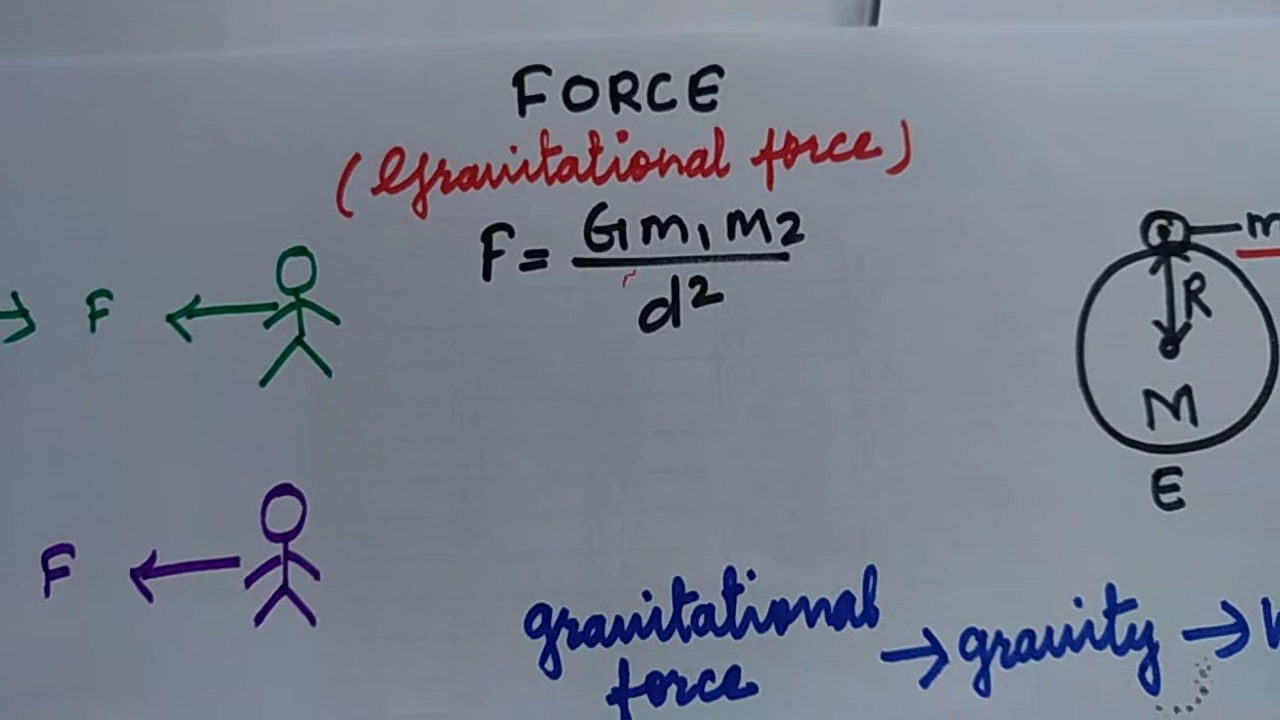 FORCE
(Gravitational force)
F = Gm₁m₂ / d²
F
m
R
M
E
F
gravitational force → gravity →